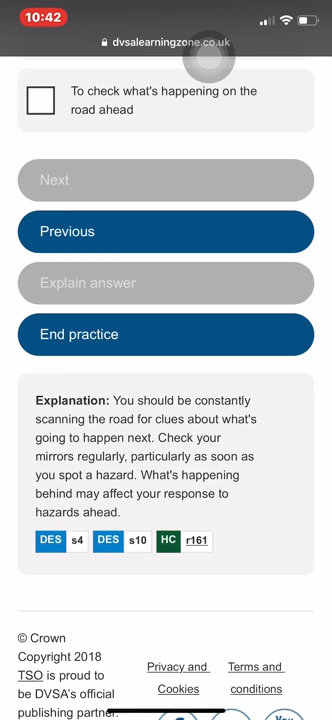 10:42
dvsalearningzone.co.uk
To check what's happening on the
road ahead
Next
Previous
Explain answer
End practice
Explanation: You should be constantly
scanning the road for clues about what's
going to happen next. Check your
mirrors regularly, particularly as soon as
you spot a hazard. What's happening
behind may affect your response to
hazards ahead.
DES s4 DES s10 HC r161
© Crown
Copyright 2018
TSO is proud to
be DVSA's official
publishing partner.
Privacy and
Cookies
Terms and
conditions
You